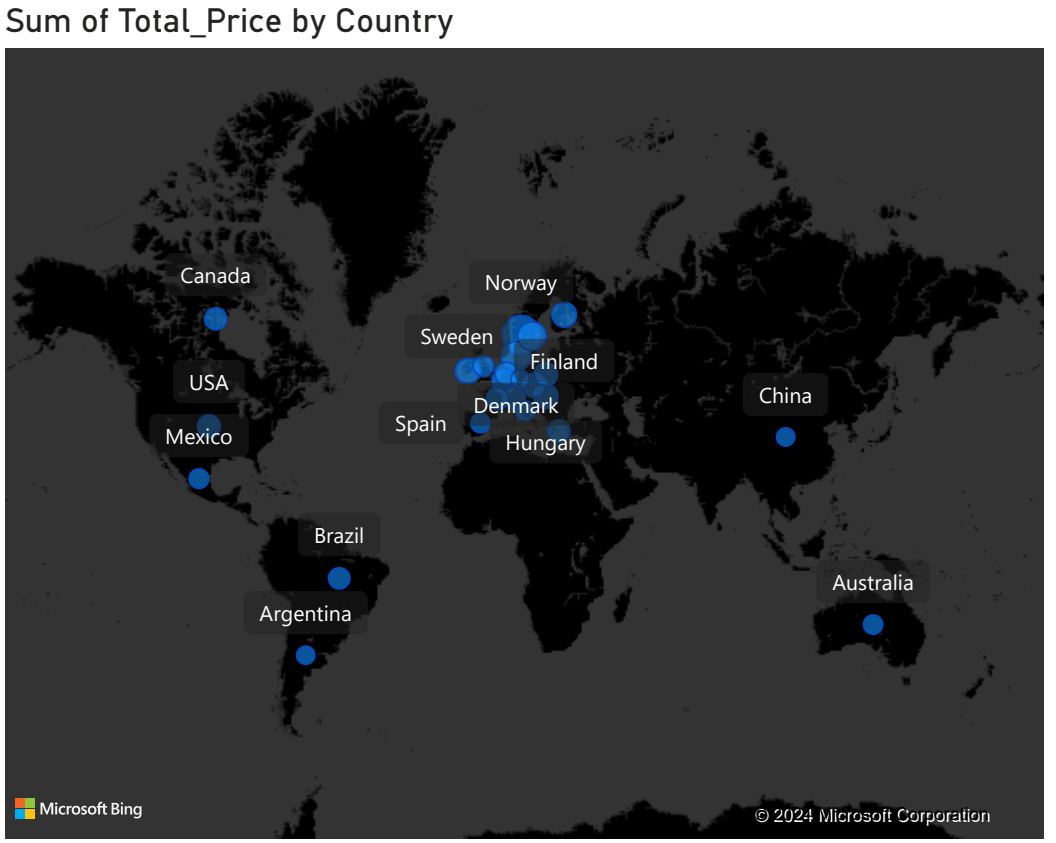 Sum of Total_Price by Country
Canada
Norway
Sweden
Finland
USA
China
Denmark
Spain
Mexico
Hungary
Brazil
Australia
Argentina
Microsoft Bing
© 2024 Microsoft Corporation